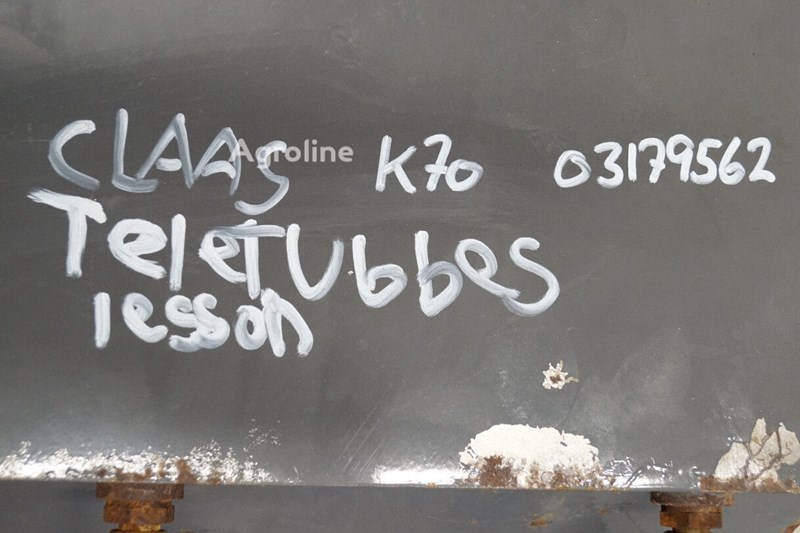 CLAAS K70 03179562
Teletubbes
lesson
Agroline